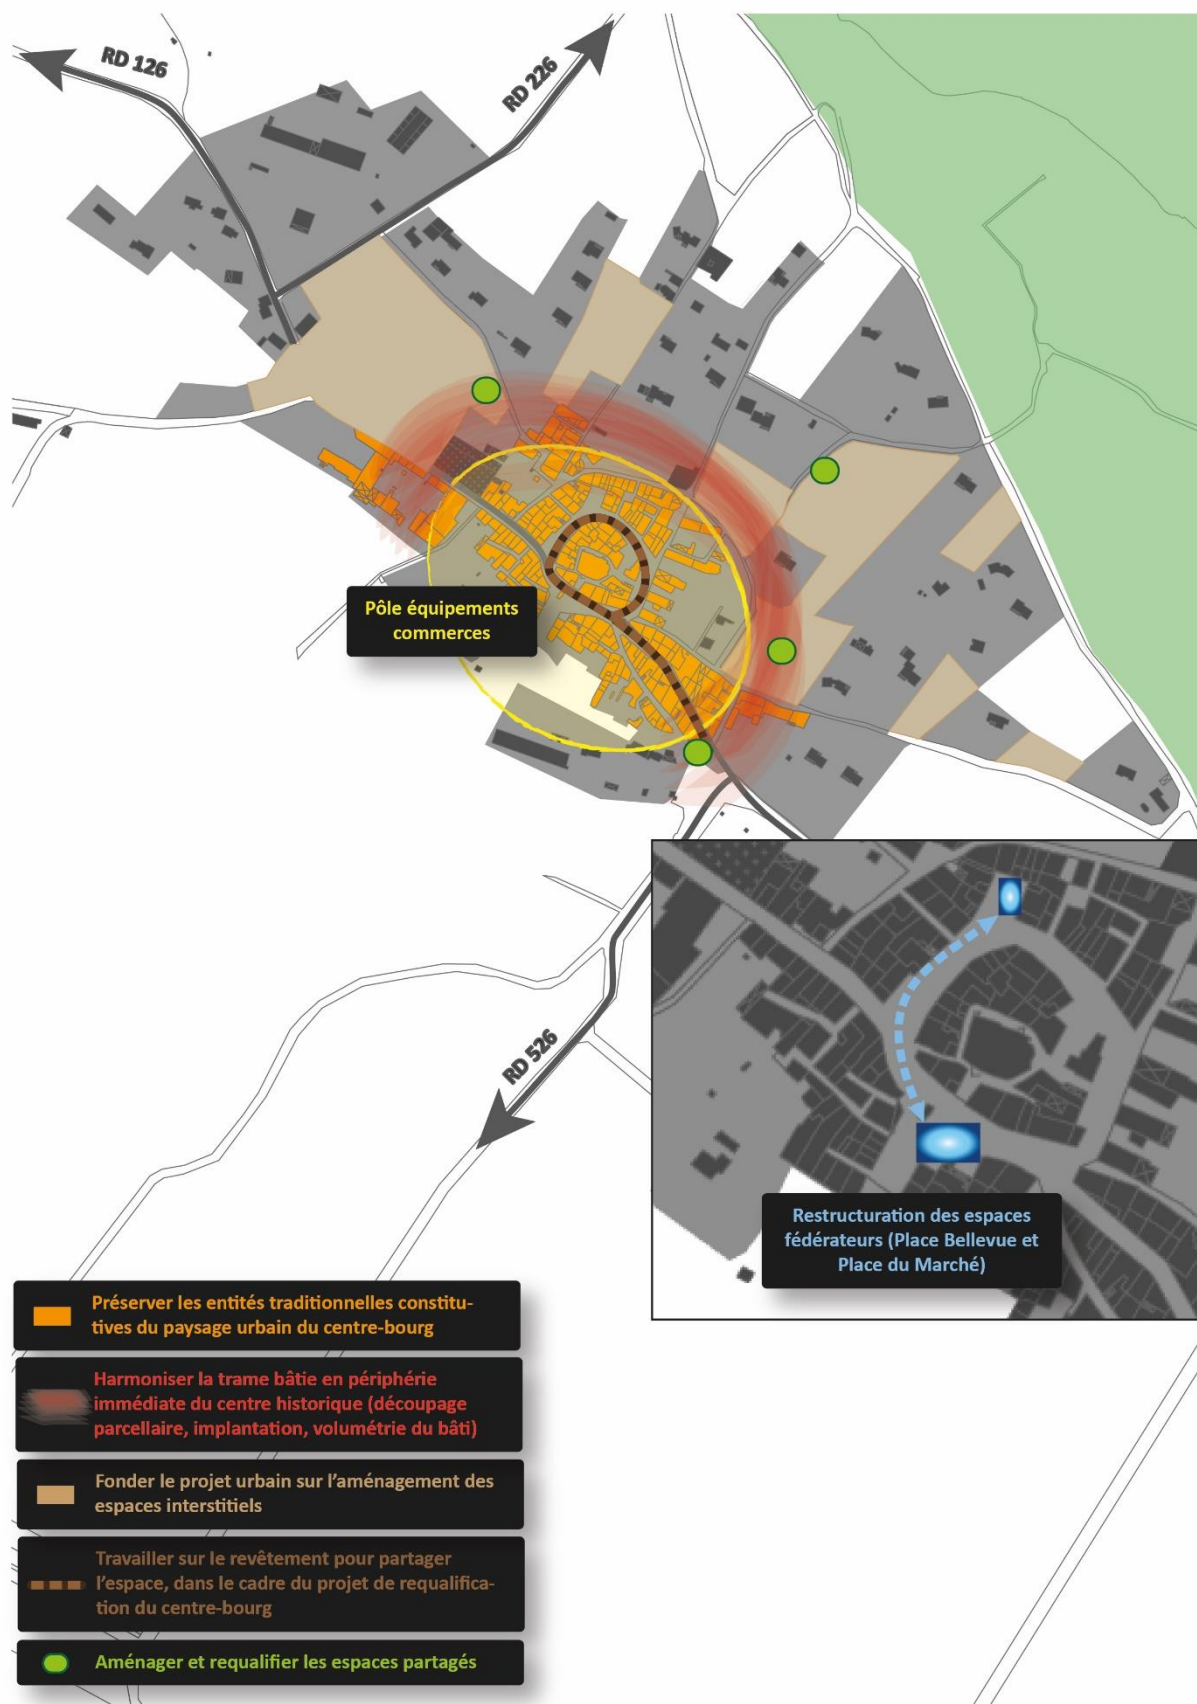 RD 126
RD 226
Pôle équipements
commerces
RD 526
Restructuration des espaces
fédérateurs (Place Bellevue et
Place du Marché)
Préserver les entités traditionnelles constitu-
tives du paysage urbain du centre-bourg
Harmoniser la trame bâtie en périphérie
immédiate du centre historique (découpage
parcellaire, implantation, volumétrie du bâti)
Fonder le projet urbain sur l’aménagement des
espaces interstitiels
Travailler sur le revêtement pour partager
l’espace, dans le cadre du projet de requalifica-
tion du centre-bourg
Aménager et requalifier les espaces partagés